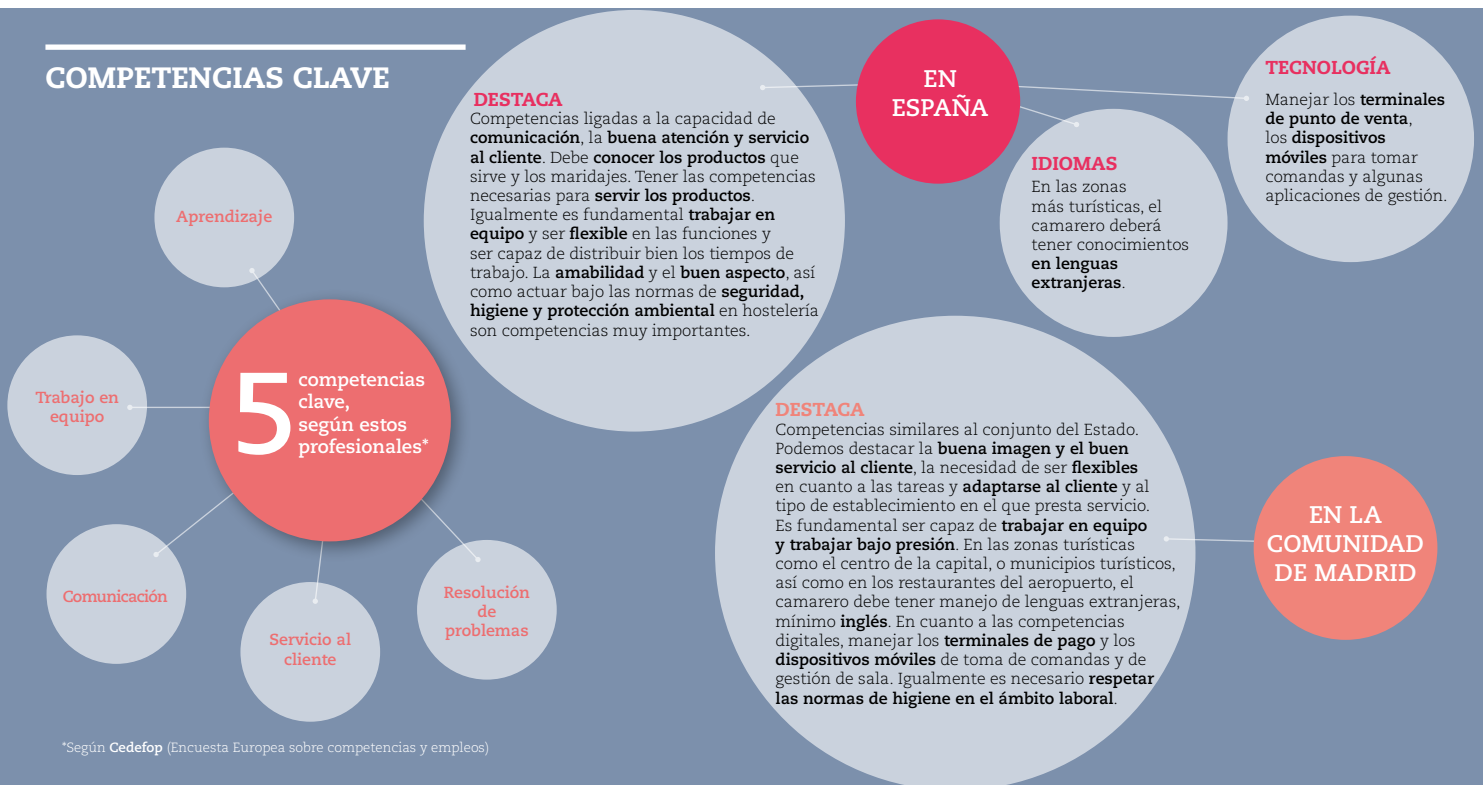 COMPETENCIAS CLAVE
Aprendizaje
Trabajo en
equipo
5
competencias
clave,
según estos
profesionales*
Comunicación
Servicio al
cliente
Resolución
de
problemas
*Según Cedefop (Encuesta Europea sobre competencias y empleos)
EN
ESPAÑA
DESTACA
Competencias ligadas a la capacidad de
comunicación, la buena atención y servicio
al cliente. Debe conocer los productos que
sirve y los maridajes. Tener las competencias
necesarias para servir los productos.
Igualmente es fundamental trabajar en
equipo y ser flexible en las funciones y
ser capaz de distribuir bien los tiempos de
trabajo. La amabilidad y el buen aspecto, así
como actuar bajo las normas de seguridad,
higiene y protección ambiental en hostelería
son competencias muy importantes.
IDIOMAS
En las zonas
más turísticas, el
camarero deberá
tener conocimientos
en lenguas
extranjeras.
TECNOLOGÍA
Manejar los terminales
de punto de venta,
los dispositivos
móviles para tomar
comandas y algunas
aplicaciones de gestión.
EN LA
COMUNIDAD
DE MADRID
DESTACA
Competencias similares al conjunto del Estado.
Podemos destacar la buena imagen y el buen
servicio al cliente, la necesidad de ser flexibles
en cuanto a las tareas y adaptarse al cliente y al
tipo de establecimiento en el que presta servicio.
Es fundamental ser capaz de trabajar en equipo
y trabajar bajo presión. En las zonas turísticas
como el centro de la capital, o municipios turísticos,
así como en los restaurantes del aeropuerto, el
camarero debe tener manejo de lenguas extranjeras,
mínimo inglés. En cuanto a las competencias
digitales, manejar los terminales de pago y los
dispositivos móviles de toma de comandas y de
gestión de sala. Igualmente es necesario respetar
las normas de higiene en el ámbito laboral.